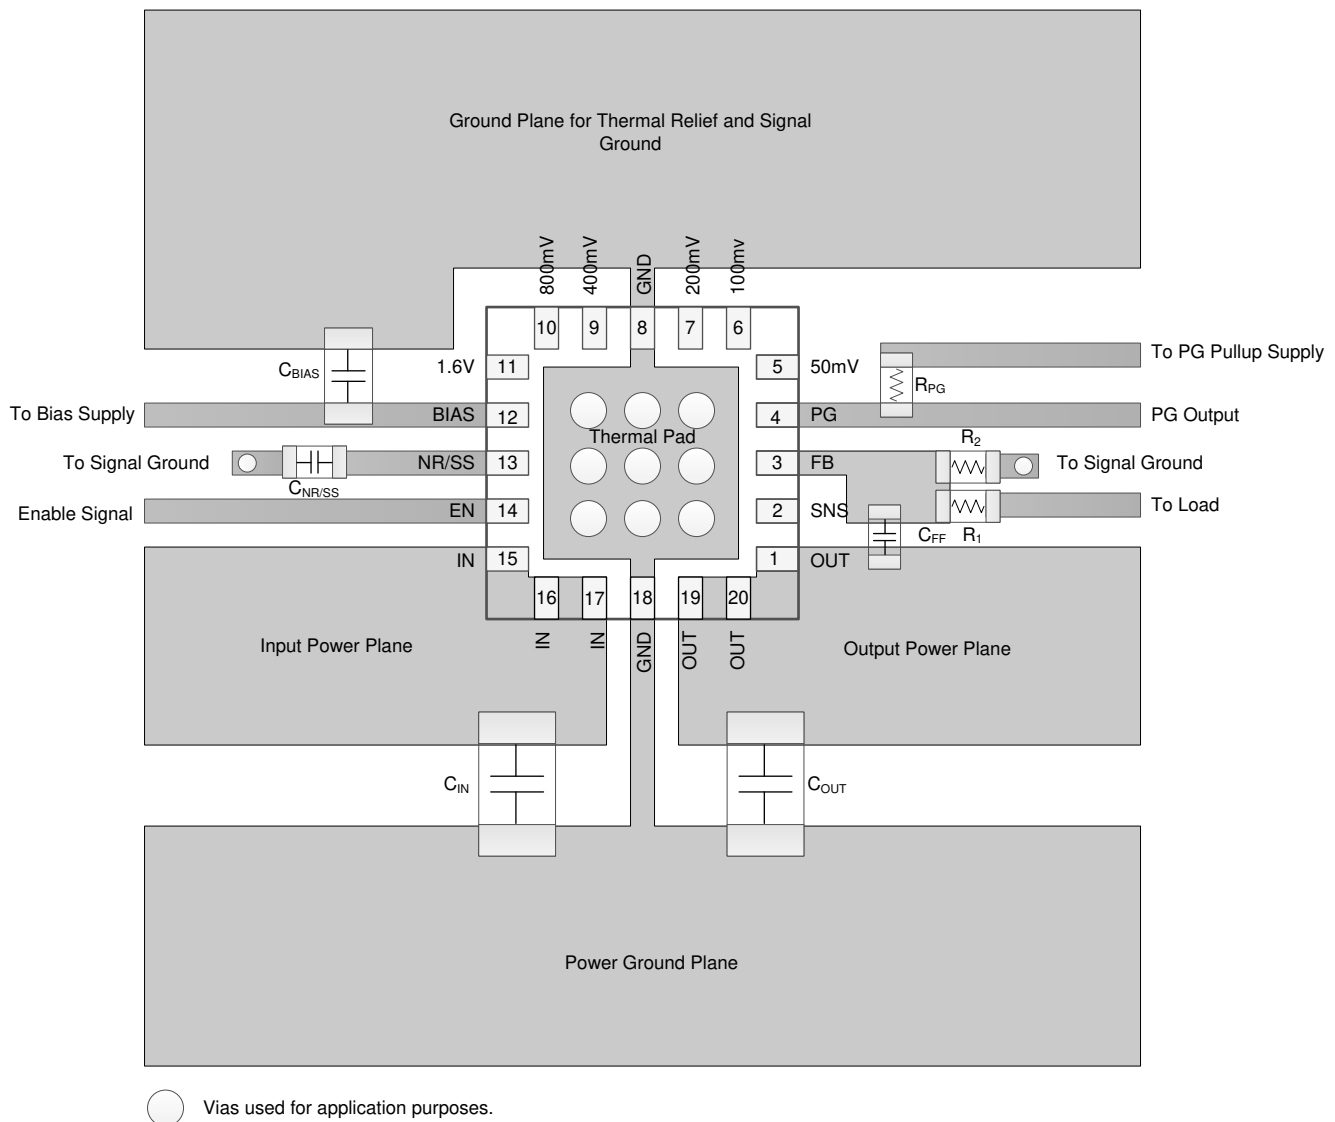 Ground Plane for Thermal Relief and Signal
Ground
800mV
400mV
GND
200mV
100mv
10
9
8
7
6
CBIAS
1.6V
11
5
50mV
To PG Pullup Supply
RPG
To Bias Supply
BIAS
12
4
PG
PG Output
Thermal Pad
R2
To Signal Ground
NR/SS
13
3
FB
To Signal Ground
CNR/SS
Enable Signal
EN
14
2
SNS
To Load
CFF
R1
IN
15
1
OUT
16
17
18
19
20
IN
IN
GND
OUT
OUT
Input Power Plane
Output Power Plane
CIN
COUT
Power Ground Plane
Vias used for application purposes.